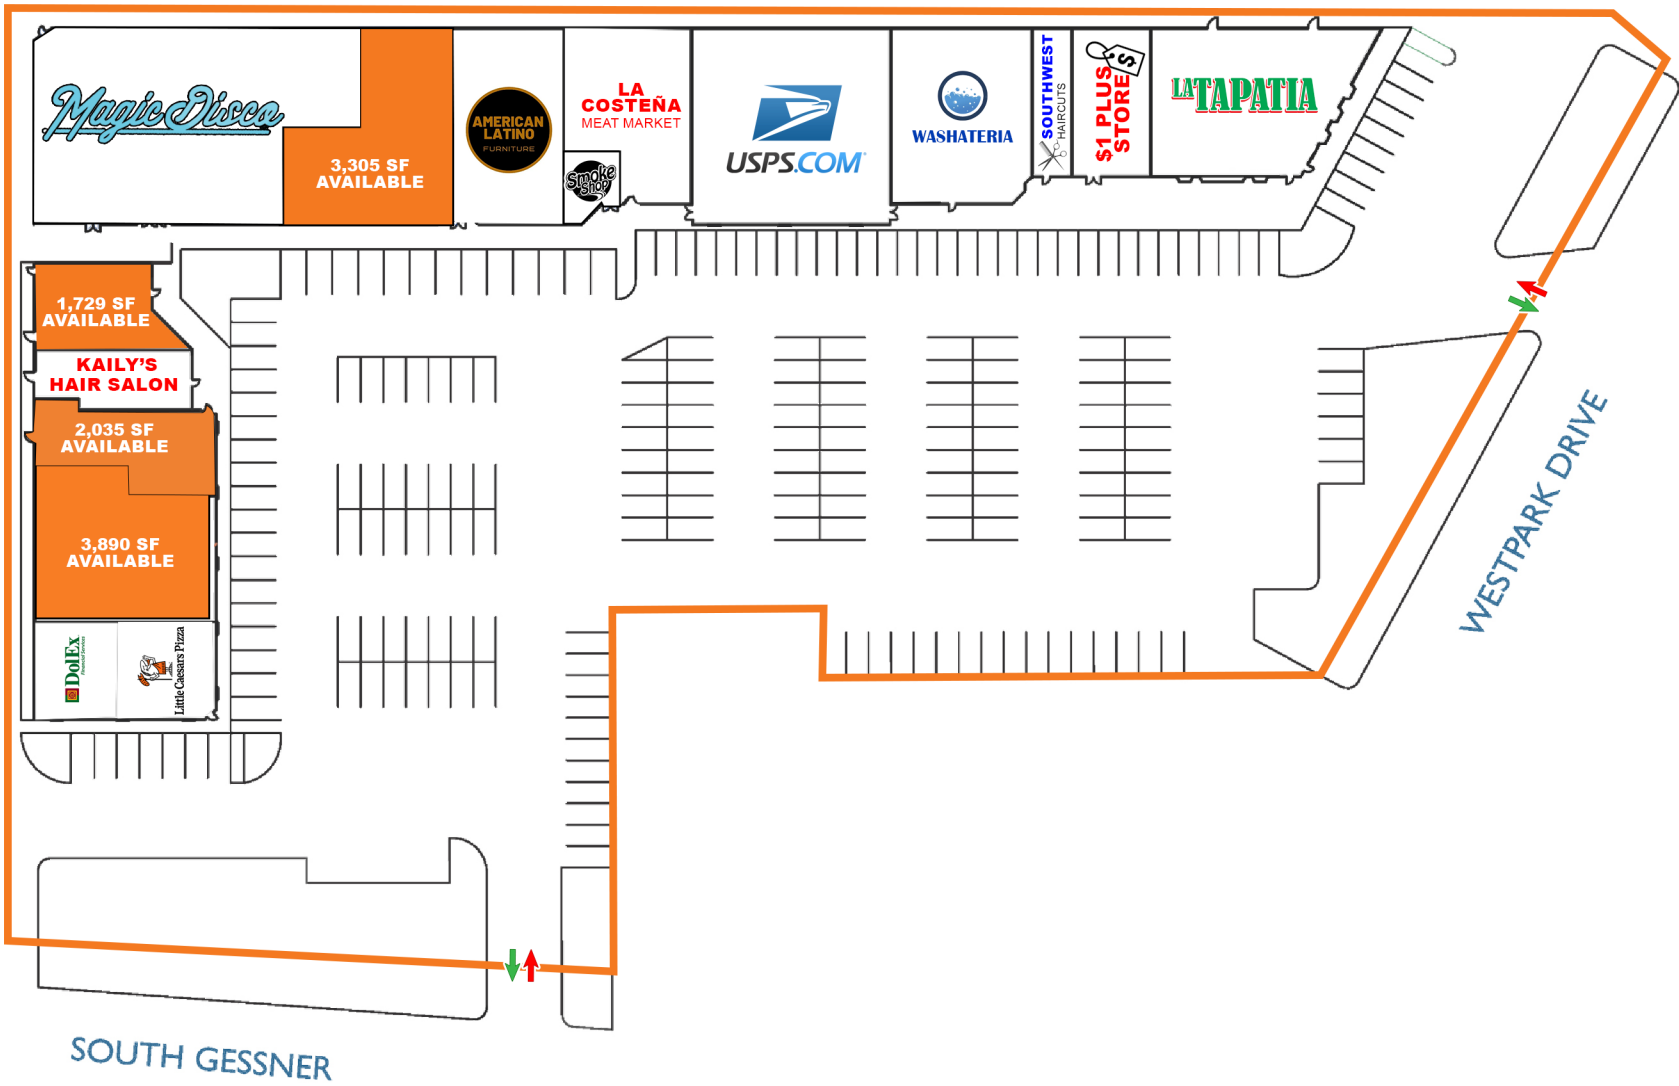 Magic Disco
3,305 SF
AVAILABLE
AMERICAN
LATINO
FURNITURE
LA
COSTEÑA
MEAT MARKET
Smoke
Shop
USPS.COM®
WASHATERIA
SOUTHWEST
HAIRCUTS
$1 PLUS
STORE
$
LA TAPATIA
1,729 SF
AVAILABLE
KAILY'S
HAIR SALON
2,035 SF
AVAILABLE
3,890 SF
AVAILABLE
DolEx
Financial Services
Little Caesars Pizza
WESTPARK DRIVE
SOUTH GESSNER